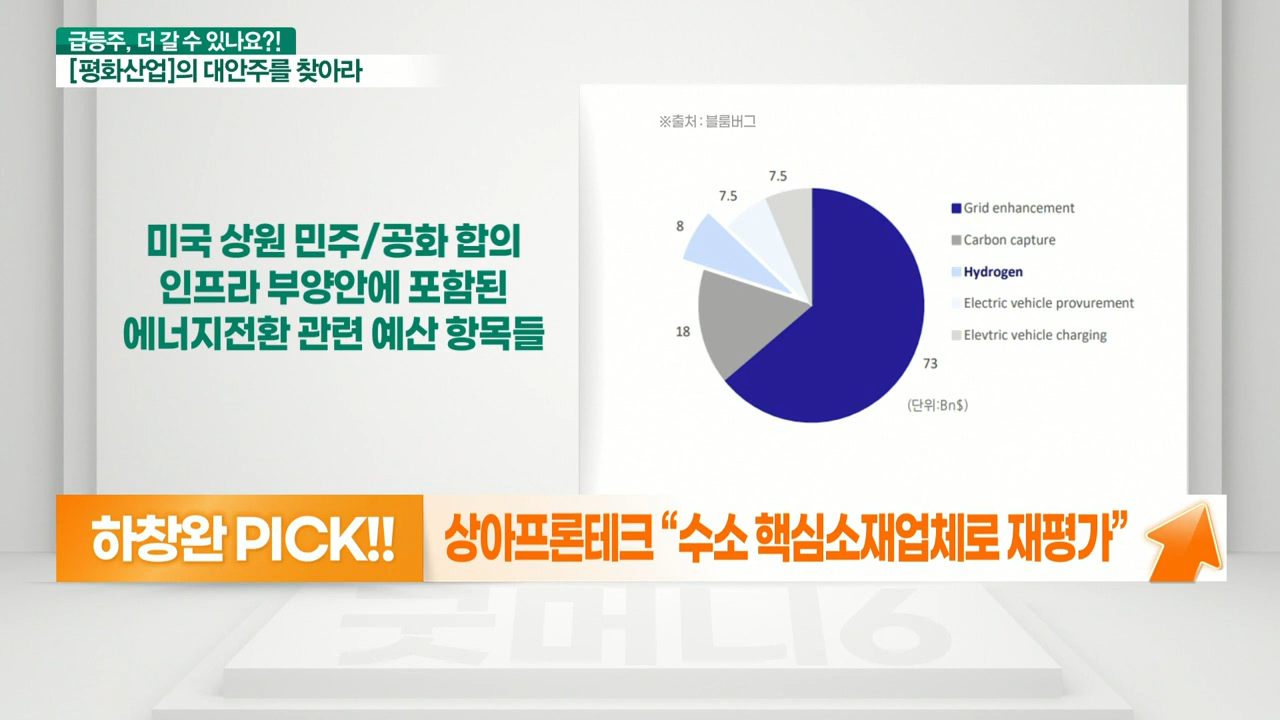 급등주, 더 갈 수 있나요?!
[평화산업]의 대안주를 찾아라
※출처 : 블룸버그
미국 상원 민주/공화 합의
인프라 부양안에 포함된
에너지전환 관련 예산 항목들
7.5
7.5
8
18
73
(단위:Bn$)
Grid enhancement
Carbon capture
Hydrogen
Electric vehicle provurement
Elevtric vehicle charging
하창완 PICK!!
상아프론테크 “수소 핵심소재업체로 재평가”
굿머니6